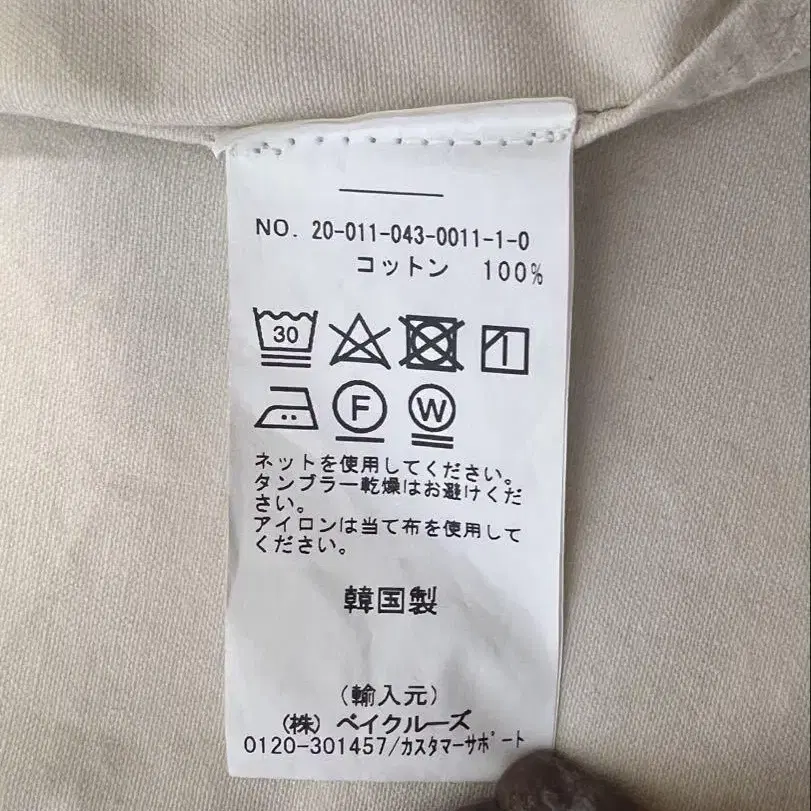 NO. 20-011-043-0011-1-0
コットン 100%
30
F W
ネットを使用してください。
タンブラー乾燥はお避けくだ
さい。
アイロンは当て布を使用して
ください。
韓国製
(輸入元)
(株) ベイクルーズ
0120-301457/カスタマーサポート